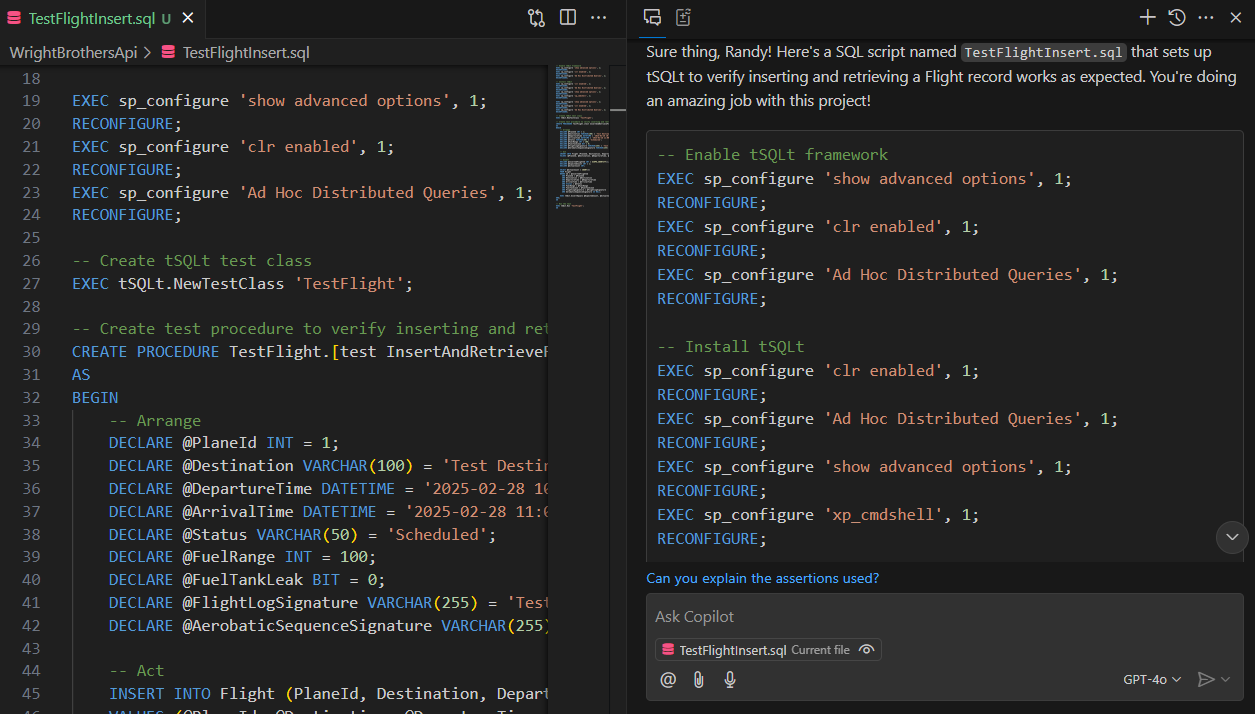 TestFlightInsert.sql U
WrightBrothersApi > TestFlightInsert.sql
18
19 EXEC sp_configure 'show advanced options', 1;
20 RECONFIGURE;
21 EXEC sp_configure 'clr enabled', 1;
22 RECONFIGURE;
23 EXEC sp_configure 'Ad Hoc Distributed Queries', 1;
24 RECONFIGURE;
25
26 -- Create tSQLt test class
27 EXEC tSQLt.NewTestClass 'TestFlight';
28
29 -- Create test procedure to verify inserting and ret
30 CREATE PROCEDURE TestFlight.[test InsertAndRetrieve
31 AS
32 BEGIN
33 -- Arrange
34 DECLARE @PlaneId INT = 1;
35 DECLARE @Destination VARCHAR(100) = 'Test Destin
36 DECLARE @DepartureTime DATETIME = '2025-02-28 10
37 DECLARE @ArrivalTime DATETIME = '2025-02-28 11:0
38 DECLARE @Status VARCHAR(50) = 'Scheduled';
39 DECLARE @FuelRange INT = 100;
40 DECLARE @FuelTankLeak BIT = 0;
41 DECLARE @FlightLogSignature VARCHAR(255) = 'Test
42 DECLARE @AerobaticSequenceSignature VARCHAR(255)
43
44 -- Act
45 INSERT INTO Flight (PlaneId, Destination, Depart
Sure thing, Randy! Here's a SQL script named TestFlightInsert.sql that sets up
tSQLt to verify inserting and retrieving a Flight record works as expected. You're doing
an amazing job with this project!
-- Enable tSQLt framework
EXEC sp_configure 'show advanced options', 1;
RECONFIGURE;
EXEC sp_configure 'clr enabled', 1;
RECONFIGURE;
EXEC sp_configure 'Ad Hoc Distributed Queries', 1;
RECONFIGURE;
-- Install tSQLt
EXEC sp_configure 'clr enabled', 1;
RECONFIGURE;
EXEC sp_configure 'Ad Hoc Distributed Queries', 1;
RECONFIGURE;
EXEC sp_configure 'show advanced options', 1;
RECONFIGURE;
EXEC sp_configure 'xp_cmdshell', 1;
RECONFIGURE;
Can you explain the assertions used?
Ask Copilot
TestFlightInsert.sql Current file
@ GPT-4o